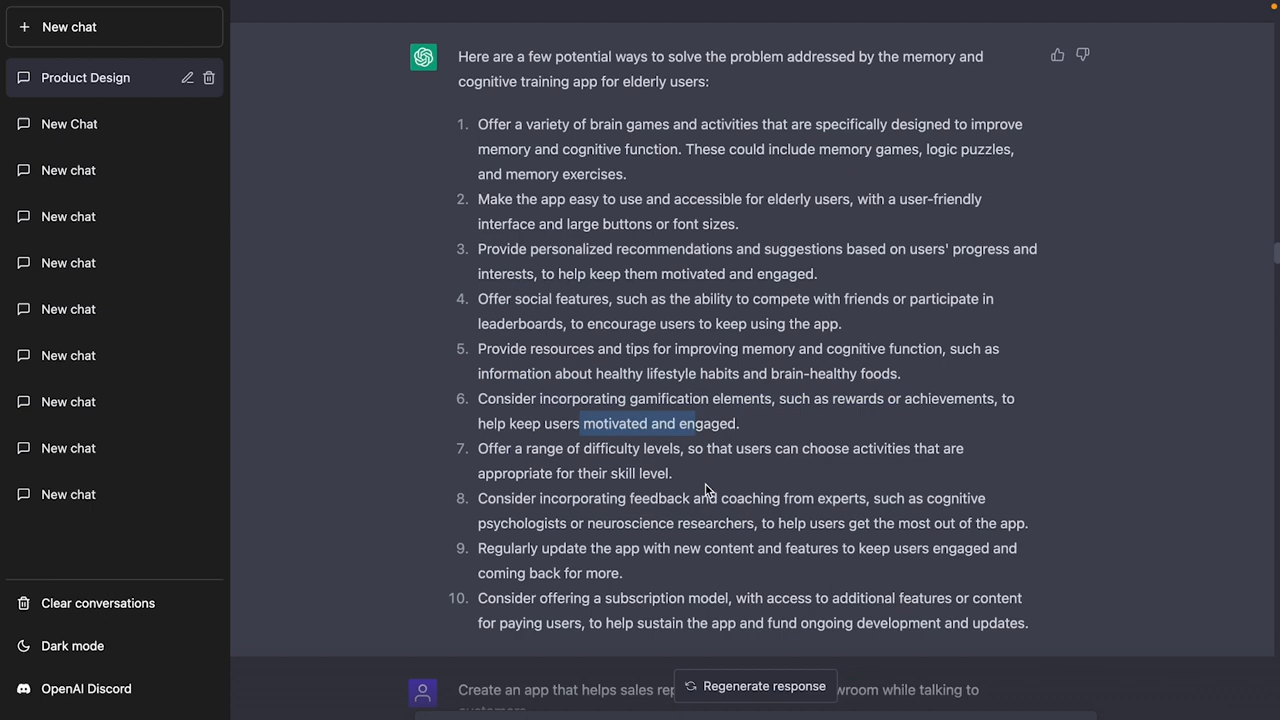 New chat
Product Design
New Chat
New chat
New chat
New chat
New chat
New chat
New chat
New chat
New chat
Clear conversations
Dark mode
OpenAI Discord
Here are a few potential ways to solve the problem addressed by the memory and
cognitive training app for elderly users:
1. Offer a variety of brain games and activities that are specifically designed to improve
memory and cognitive function. These could include memory games, logic puzzles,
and memory exercises.
2. Make the app easy to use and accessible for elderly users, with a user-friendly
interface and large buttons or font sizes.
3. Provide personalized recommendations and suggestions based on users' progress and
interests, to help keep them motivated and engaged.
4. Offer social features, such as the ability to compete with friends or participate in
leaderboards, to encourage users to keep using the app.
5. Provide resources and tips for improving memory and cognitive function, such as
information about healthy lifestyle habits and brain-healthy foods.
6. Consider incorporating gamification elements, such as rewards or achievements, to
help keep users motivated and engaged.
7. Offer a range of difficulty levels, so that users can choose activities that are
appropriate for their skill level.
8. Consider incorporating feedback and coaching from experts, such as cognitive
psychologists or neuroscience researchers, to help users get the most out of the app.
9. Regularly update the app with new content and features to keep users engaged and
coming back for more.
10. Consider offering a subscription model, with access to additional features or content
for paying users, to help sustain the app and fund ongoing development and updates.
Regenerate response
Create an app that helps sales while talking to